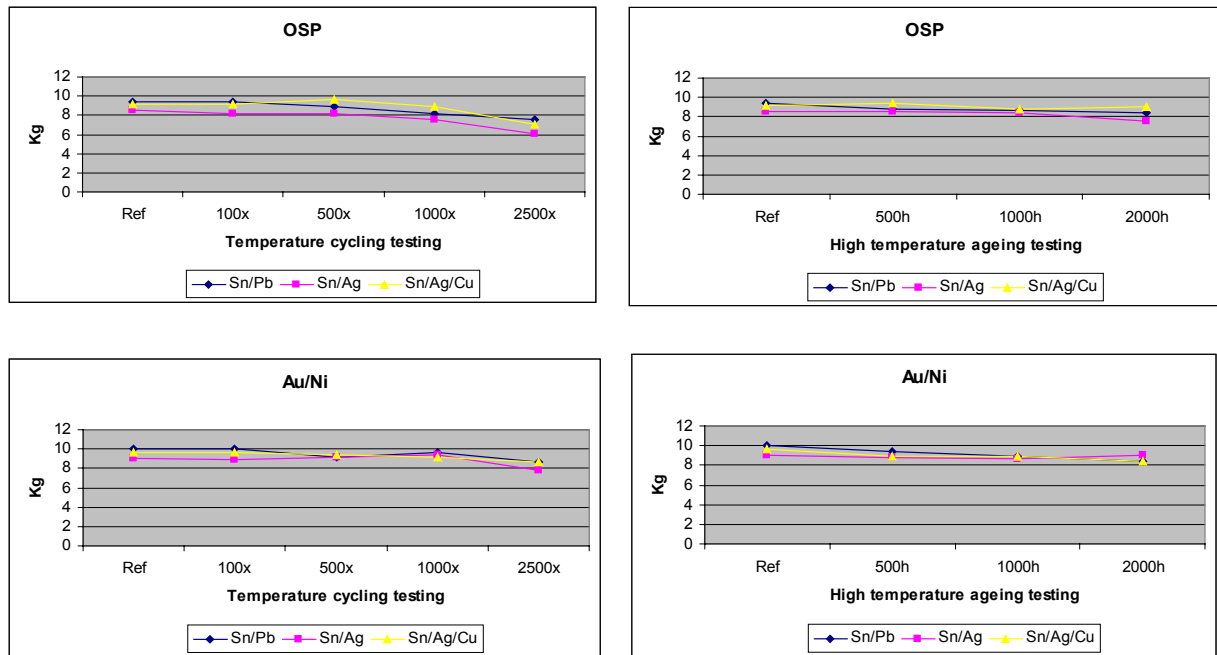 OSP
12
10
8
6
4
2
0
Kg
Ref 100x 500x 1000x 2500x
Temperature cycling testing
Sn/Pb Sn/Ag Sn/Ag/Cu
OSP
12
10
8
6
4
2
0
Kg
Ref 500h 1000h 2000h
High temperature ageing testing
Sn/Pb Sn/Ag Sn/Ag/Cu
Au/Ni
12
10
8
6
4
2
0
Kg
Ref 100x 500x 1000x 2500x
Temperature cycling testing
Sn/Pb Sn/Ag Sn/Ag/Cu
Au/Ni
12
10
8
6
4
2
0
Kg
Ref 500h 1000h 2000h
High temperature ageing testing
Sn/Pb Sn/Ag Sn/Ag/Cu